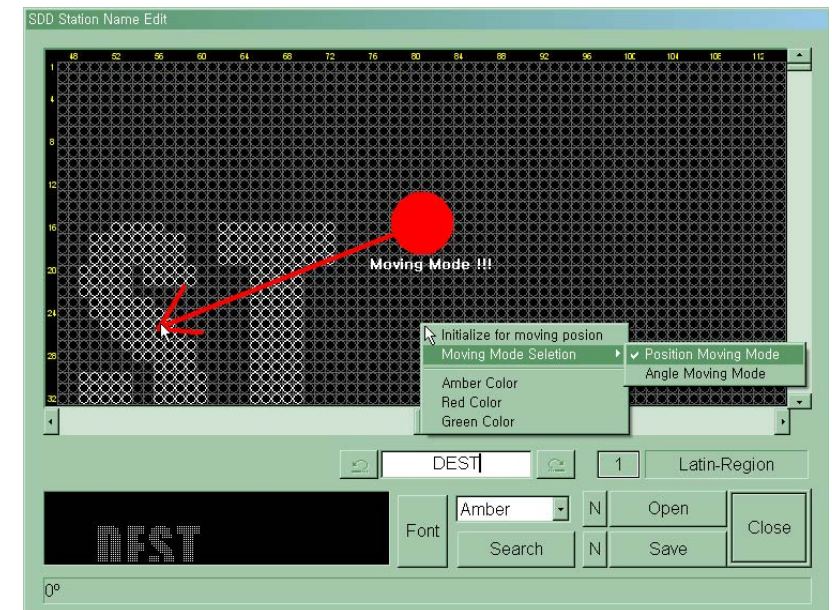 SDD Station Name Edit
48 52 56 60 64 68 72 76 80 84 88 92 96 100 104 108 112
1
4
8
12
16
20
24
28
32
Moving Mode !!!
Initialize for moving posion
Moving Mode Seletion
Position Moving Mode
Angle Moving Mode
Amber Color
Red Color
Green Color
DEST
1
Latin-Region
DEST
Font
Amber
N
Open
Close
Search
N
Save
0º